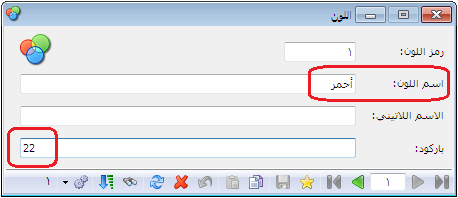 اللون
رمز اللون: ١
اسم اللون: أحمر
الاسم اللاتيني:
باركود: 22
١ ١